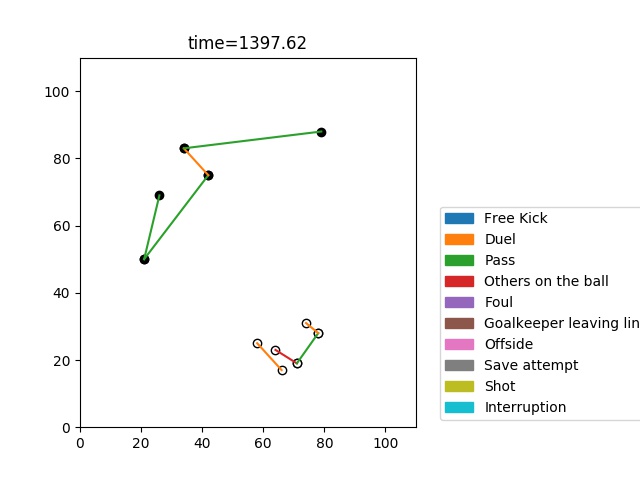 time=1397.62
100
80
60
40
20
0
0 20 40 60 80 100
Free Kick
Duel
Pass
Others on the ball
Foul
Goalkeeper leaving lin
Offside
Save attempt
Shot
Interruption